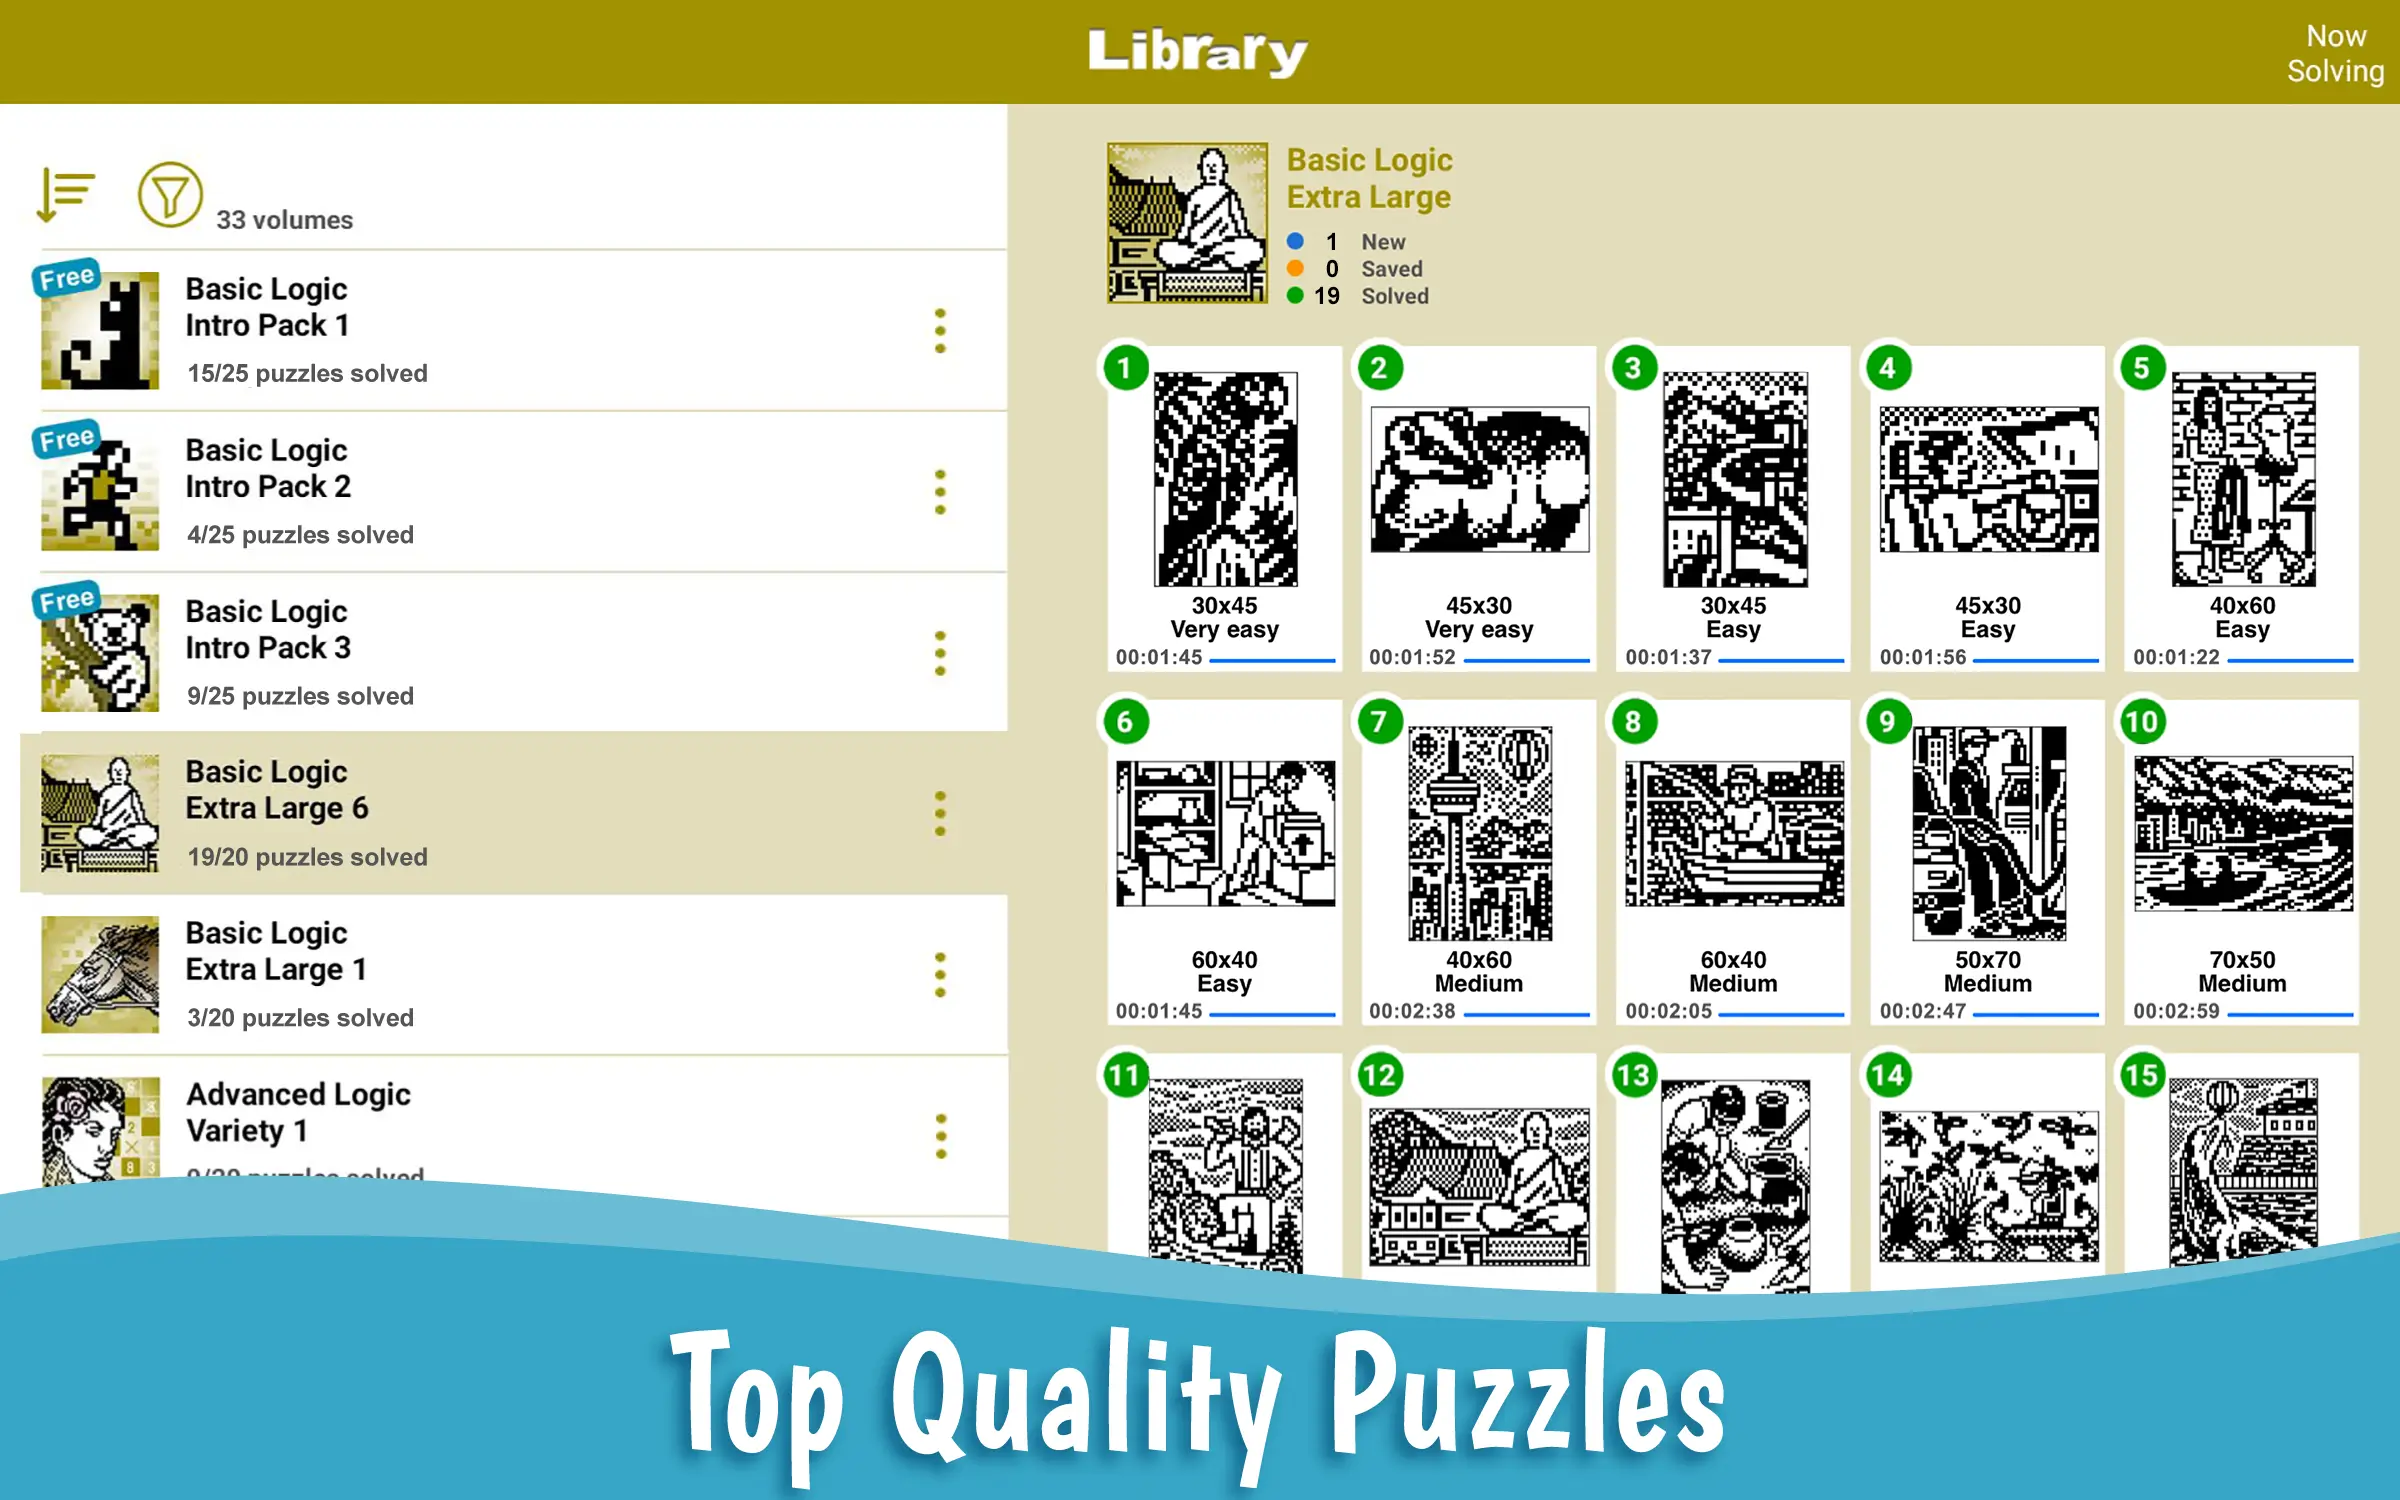 Library
Now
Solving
33 volumes
Free
Basic Logic
Intro Pack 1
15/25 puzzles solved
Free
Basic Logic
Intro Pack 2
4/25 puzzles solved
Free
Basic Logic
Intro Pack 3
9/25 puzzles solved
Basic Logic
Extra Large 6
19/20 puzzles solved
Basic Logic
Extra Large 1
3/20 puzzles solved
Advanced Logic
Variety 1
puzzles solved
Basic Logic
Extra Large
1 New
0 Saved
19 Solved
1
30x45
Very easy
00:01:45
2
45x30
Very easy
00:01:52
3
30x45
Easy
00:01:37
4
45x30
Easy
00:01:56
5
40x60
Easy
00:01:22
6
60x40
Easy
00:01:45
7
40x60
Medium
00:02:38
8
60x40
Medium
00:02:05
9
50x70
Medium
00:02:47
10
70x50
Medium
00:02:59
11
12
13
14
15
Top Quality Puzzles